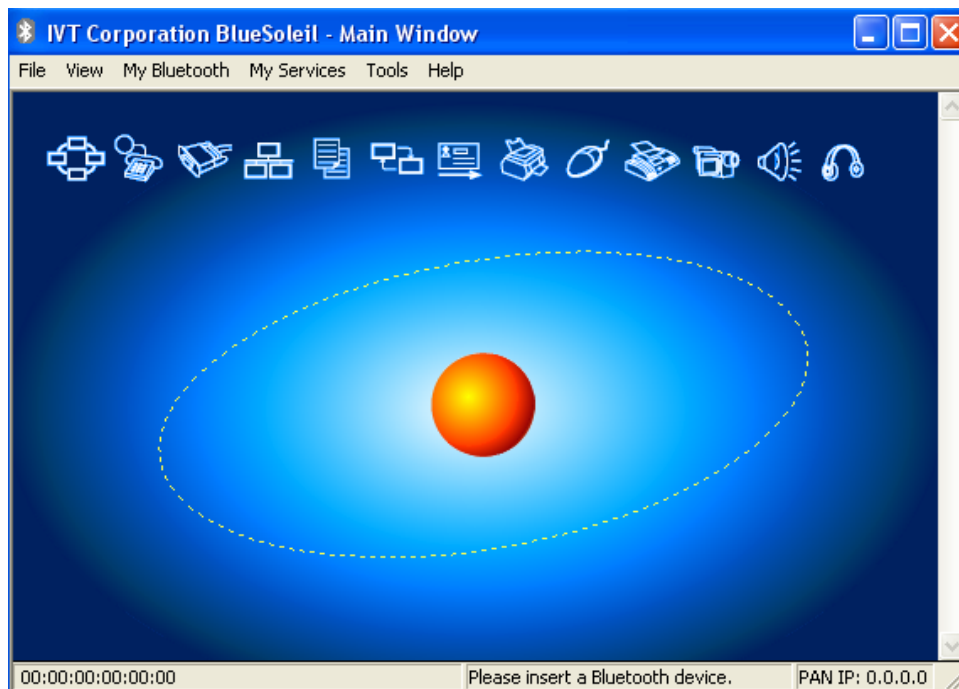 IVT Corporation BlueSoleil - Main Window
File View My Bluetooth My Services Tools Help
00:00:00:00:00:00 Please insert a Bluetooth device. PAN IP: 0.0.0.0